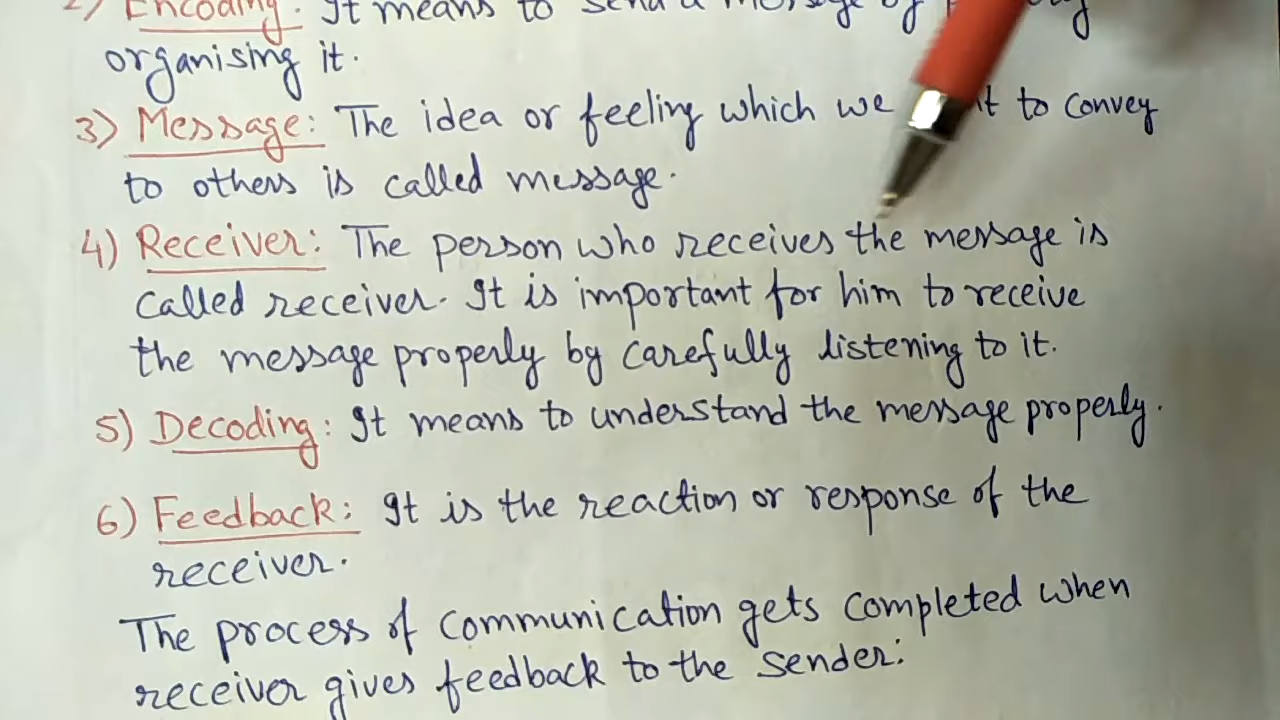 2) Encoding: It means to send a message by
organising it.
3) Message: The idea or feeling which we to convey
to others is called message.
4) Receiver: The person who receives the message is
called receiver. It is important for him to receive
the message properly by carefully listening to it.
5) Decoding: It means to understand the message properly.
6) Feedback: It is the reaction or response of the
receiver.
The process of communication gets completed when
receiver gives feedback to the sender.